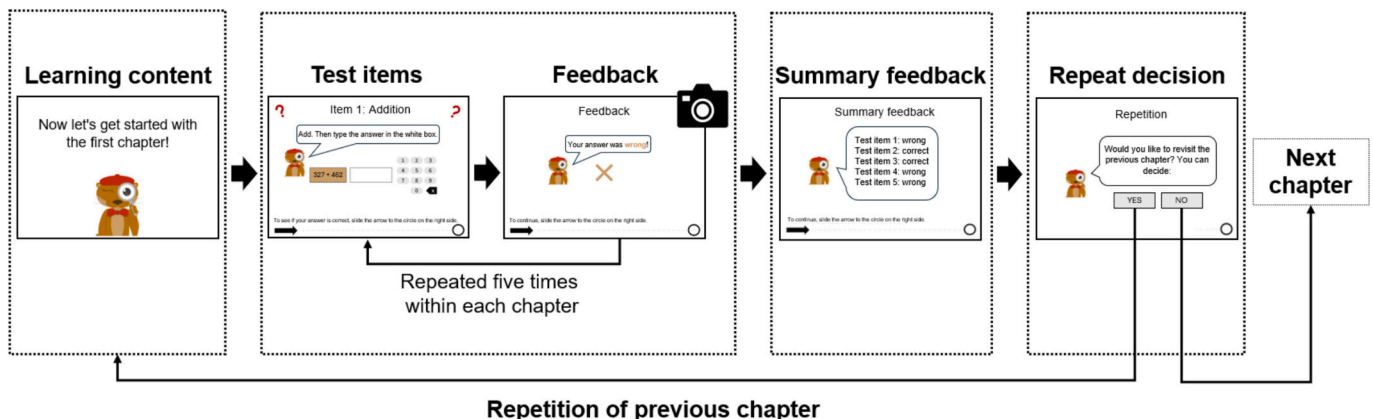 Learning content
Now let's get started with
the first chapter!
Test items
? Item 1: Addition ?
Add. Then type the answer in the white box.
327 + 462
1 2 3
4 5 6
7 8 9
0 x
To see if your answer is correct, slide the arrow to the circle on the right side.
Feedback
Feedback
Your answer was wrong!
To continue, slide the arrow to the circle on the right side.
Repeated five times
within each chapter
Summary feedback
Summary feedback
Test item 1: wrong
Test item 2: correct
Test item 3: correct
Test item 4: wrong
Test item 5: wrong
To continue, slide the arrow to the circle on the right side.
Repeat decision
Repetition
Would you like to revisit the
previous chapter? You can
decide:
YES NO
Next
chapter
Repetition of previous chapter